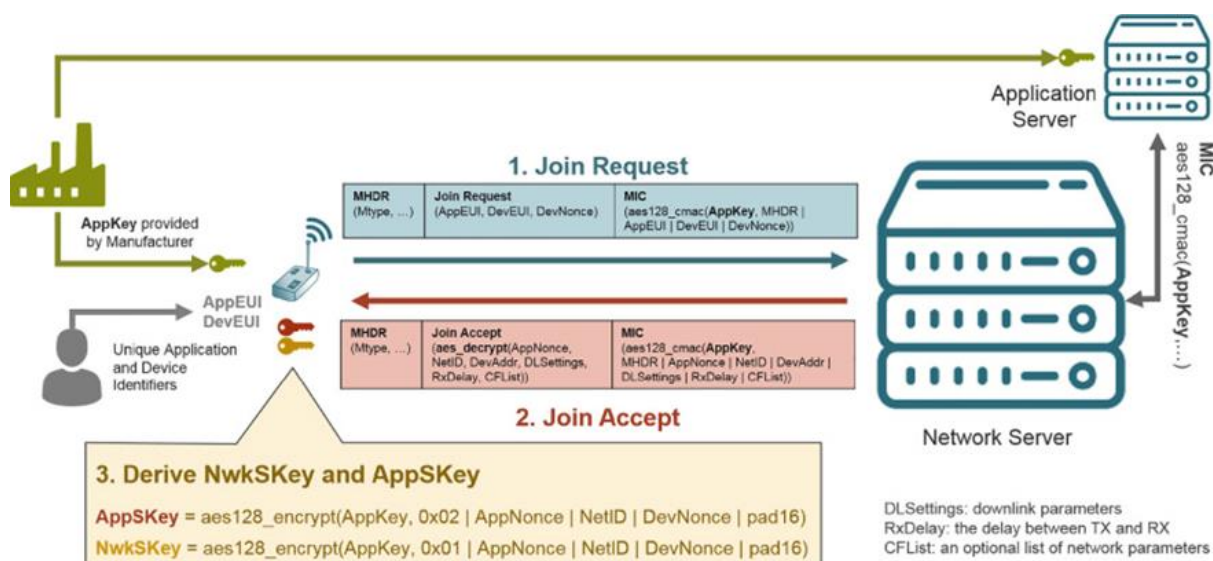 Application
Server
MIC
aes128_cmac(AppKey,...)
1. Join Request
MHDR
(Mtype, ...)
Join Request
(AppEUI, DevEUI, DevNonce)
MIC
(aes128_cmac(AppKey, MHDR |
AppEUI | DevEUI | DevNonce))
AppKey provided
by Manufacturer
AppEUI
DevEUI
Unique Application
and Device
Identifiers
MHDR
(Mtype, ...)
Join Accept
(aes_decrypt(AppNonce,
NetID, DevAddr, DLSettings,
RxDelay, CFList))
MIC
(aes128_cmac(AppKey,
MHDR | AppNonce | NetID | DevAddr |
DLSettings | RxDelay | CFList))
2. Join Accept
Network Server
3. Derive NwkSKey and AppSKey
AppSKey = aes128_encrypt(AppKey, 0x02 | AppNonce | NetID | DevNonce | pad16)
NwkSKey = aes128_encrypt(AppKey, 0x01 | AppNonce | NetID | DevNonce | pad16)
DLSettings: downlink parameters
RxDelay: the delay between TX and RX
CFList: an optional list of network parameters